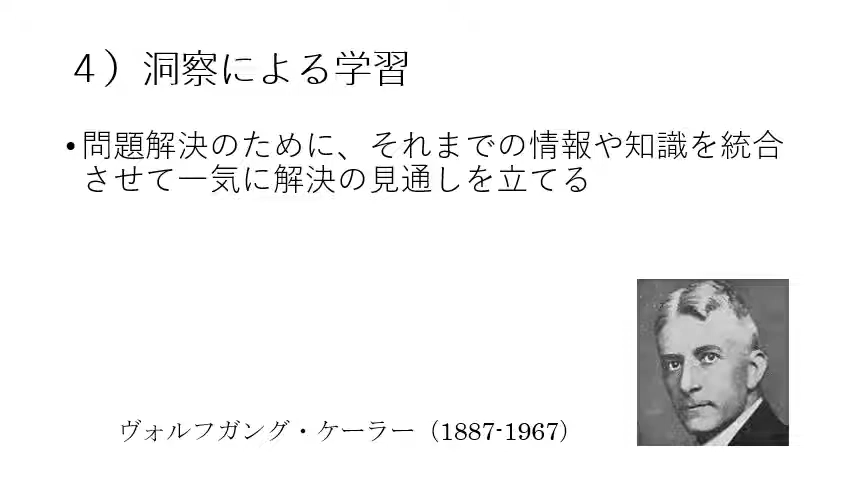 ４）洞察による学習
•問題解決のために、それまでの情報や知識を統合
させて一気に解決の見通しを立てる
ヴォルフガング・ケーラー（1887-1967）